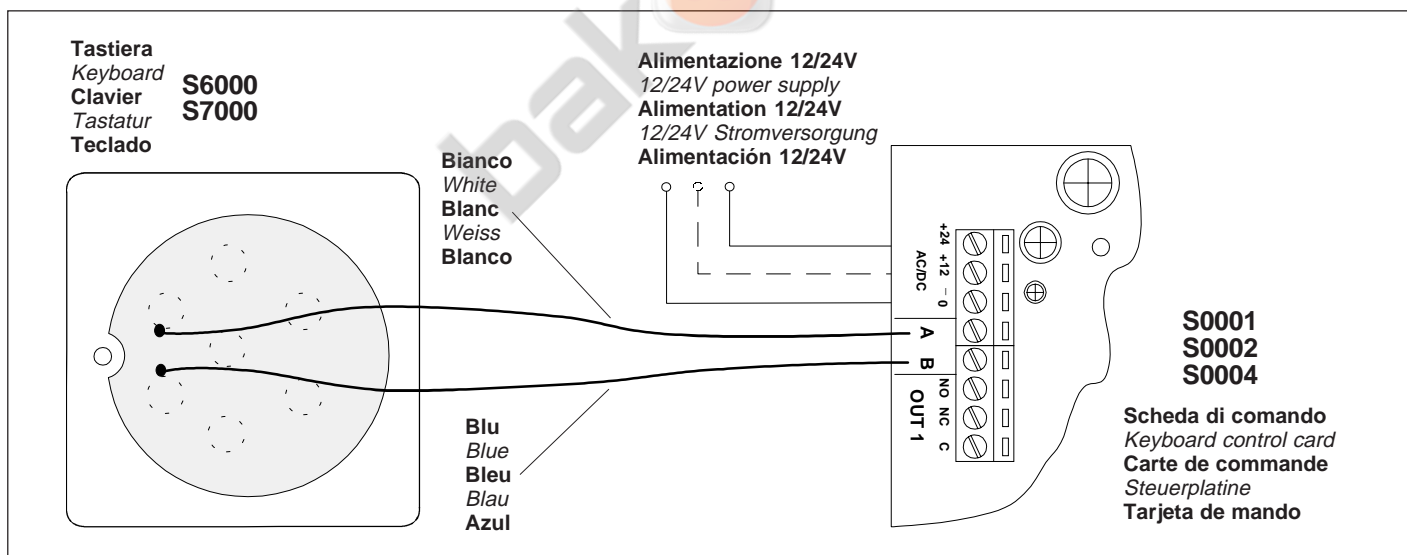 Tastiera
Keyboard
Clavier
Tastatur
Teclado
S6000
S7000
Alimentazione 12/24V
12/24V power supply
Alimentation 12/24V
12/24V Stromversorgung
Alimentación 12/24V
Bianco
White
Blanc
Weiss
Blanco
Blu
Blue
Bleu
Blau
Azul
+24
+12
– 0
AC/DC
A
B
NO
NC
C
OUT 1
S0001
S0002
S0004
Scheda di comando
Keyboard control card
Carte de commande
Steuerplatine
Tarjeta de mando